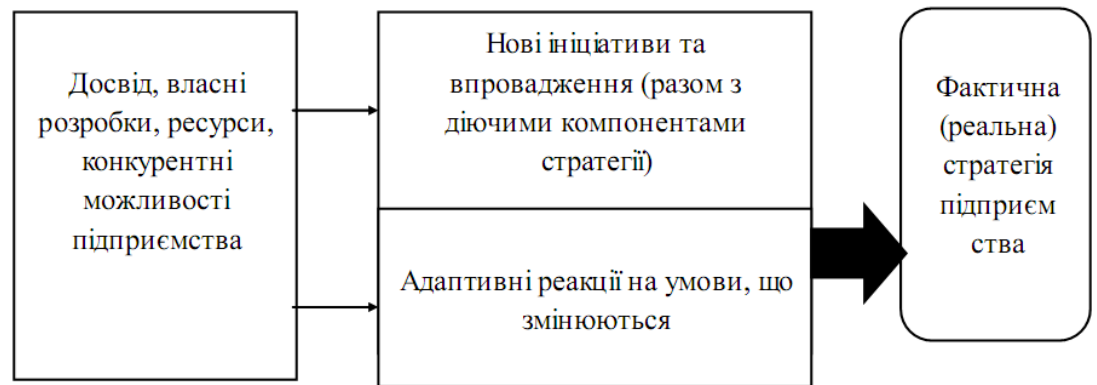 Досвід, власні
розробки, ресурси,
конкурентні
можливості
підприємства
Нові ініціативи та
впровадження (разом з
діючими компонентами
стратегії)
Адаптивні реакції на умови, що
змінюються
Фактична
(реальна)
стратегія
підприєм
ства